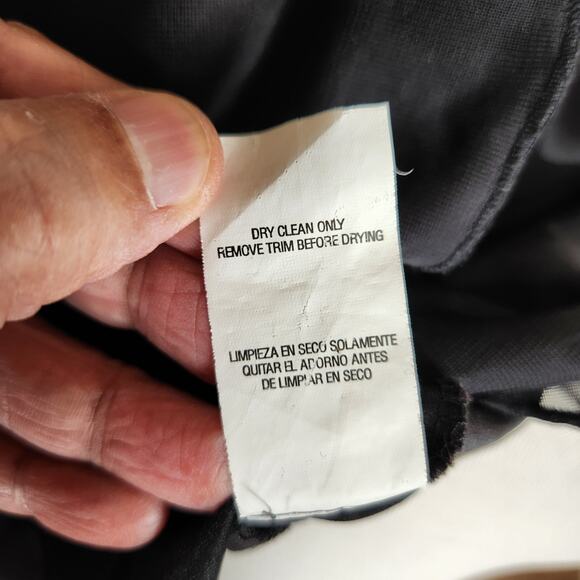 DRY CLEAN ONLY
REMOVE TRIM BEFORE DRYING
LIMPIEZA EN SECO SOLAMENTE
QUITAR EL ADORNO ANTES
DE LIMPIAR EN SECO